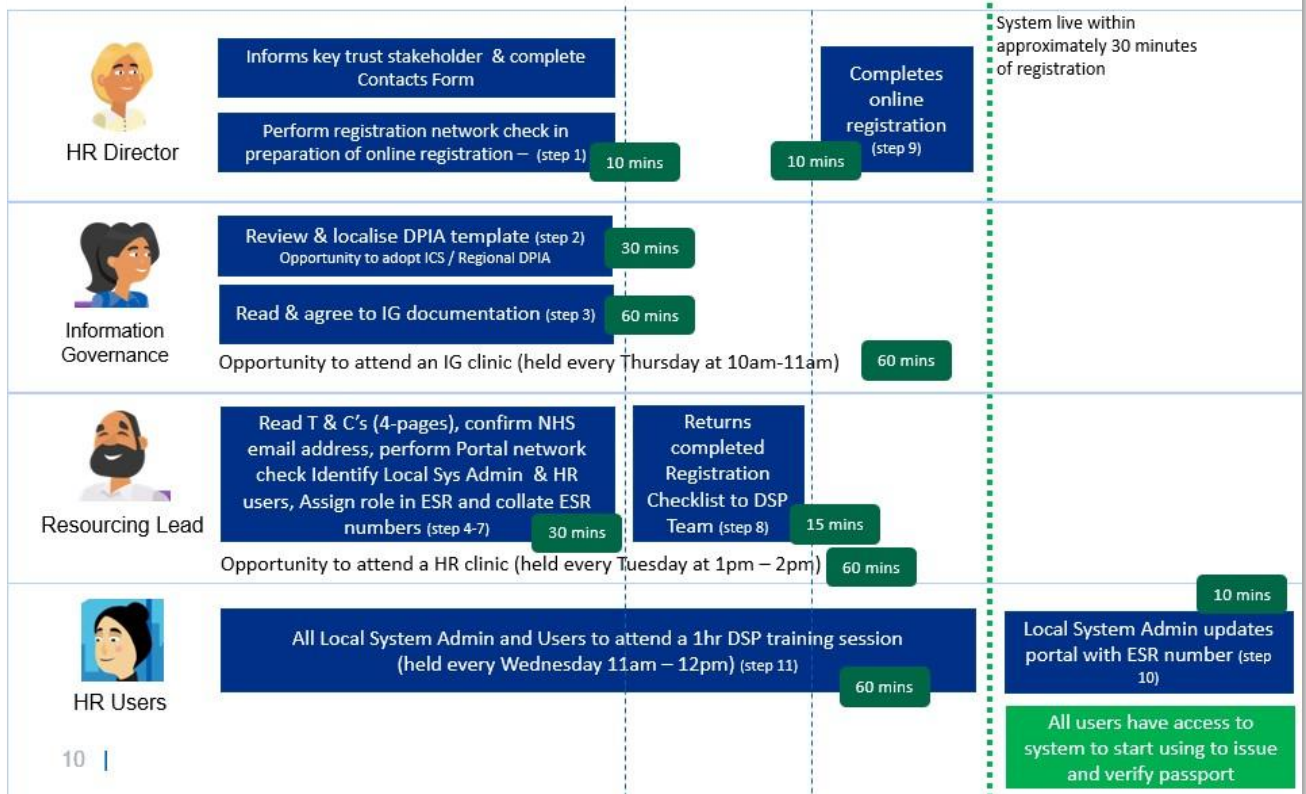 System live within
approximately 30 minutes
of registration
HR Director
Informs key trust stakeholder & complete
Contacts Form
Perform registration network check in
preparation of online registration – (step 1)
10 mins
10 mins
Completes
online
registration
(step 9)
Information
Governance
Review & localise DPIA template (step 2)
Opportunity to adopt ICS / Regional DPIA
30 mins
Read & agree to IG documentation (step 3)
60 mins
Opportunity to attend an IG clinic (held every Thursday at 10am-11am)
60 mins
Resourcing Lead
Read T & C’s (4-pages), confirm NHS
email address, perform Portal network
check Identify Local Sys Admin & HR
users, Assign role in ESR and collate ESR
numbers (step 4-7)
30 mins
Returns
completed
Registration
Checklist to DSP
Team (step 8)
15 mins
Opportunity to attend a HR clinic (held every Tuesday at 1pm – 2pm)
60 mins
HR Users
All Local System Admin and Users to attend a 1hr DSP training session
(held every Wednesday 11am – 12pm) (step 11)
60 mins
10 mins
Local System Admin updates
portal with ESR number (step
10)
All users have access to
system to start using to issue
and verify passport
10 |